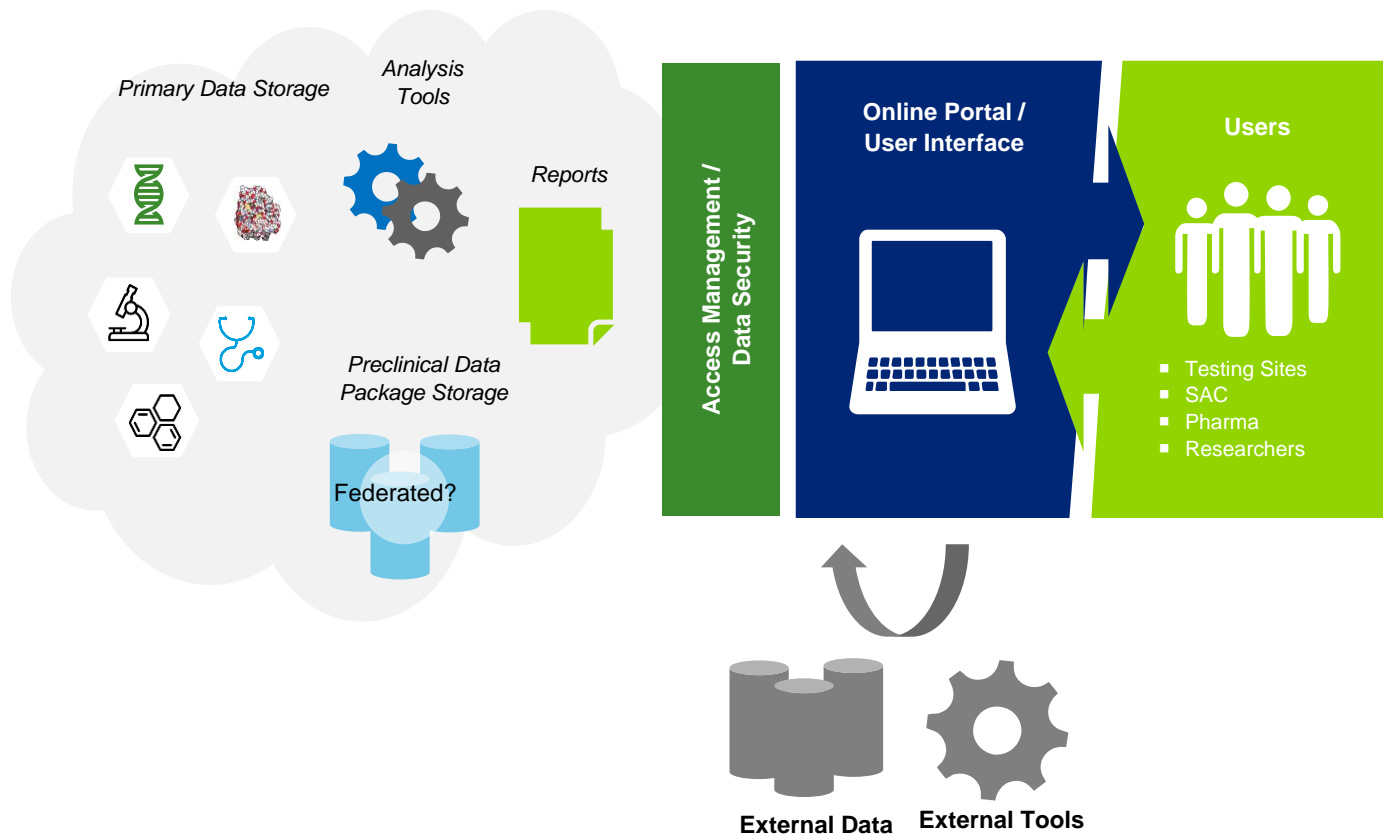 Primary Data Storage
Analysis
Tools
Reports
Preclinical Data
Package Storage
Federated?
Access Management /
Data Security
Online Portal /
User Interface
Users
Testing Sites
SAC
Pharma
Researchers
External Data
External Tools